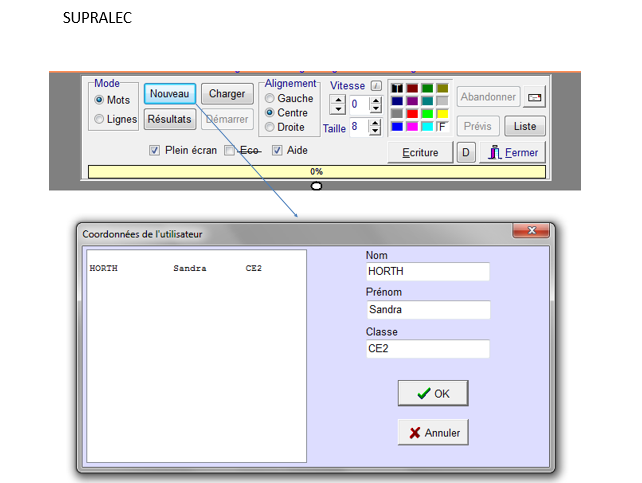 SUPRALEC
Mode
Mots
Lignes
Nouveau
Charger
Résultats
Démarrer
Alignement
Gauche
Centre
Droite
Vitesse i
0
Taille 8
T
F
Abandonner
Prévis
Liste
Plein écran
Eco
Aide
Ecriture
D
Fermer
0%
Coordonnées de l'utilisateur
HORTH Sandra CE2
Nom
HORTH
Prénom
Sandra
Classe
CE2
OK
Annuler